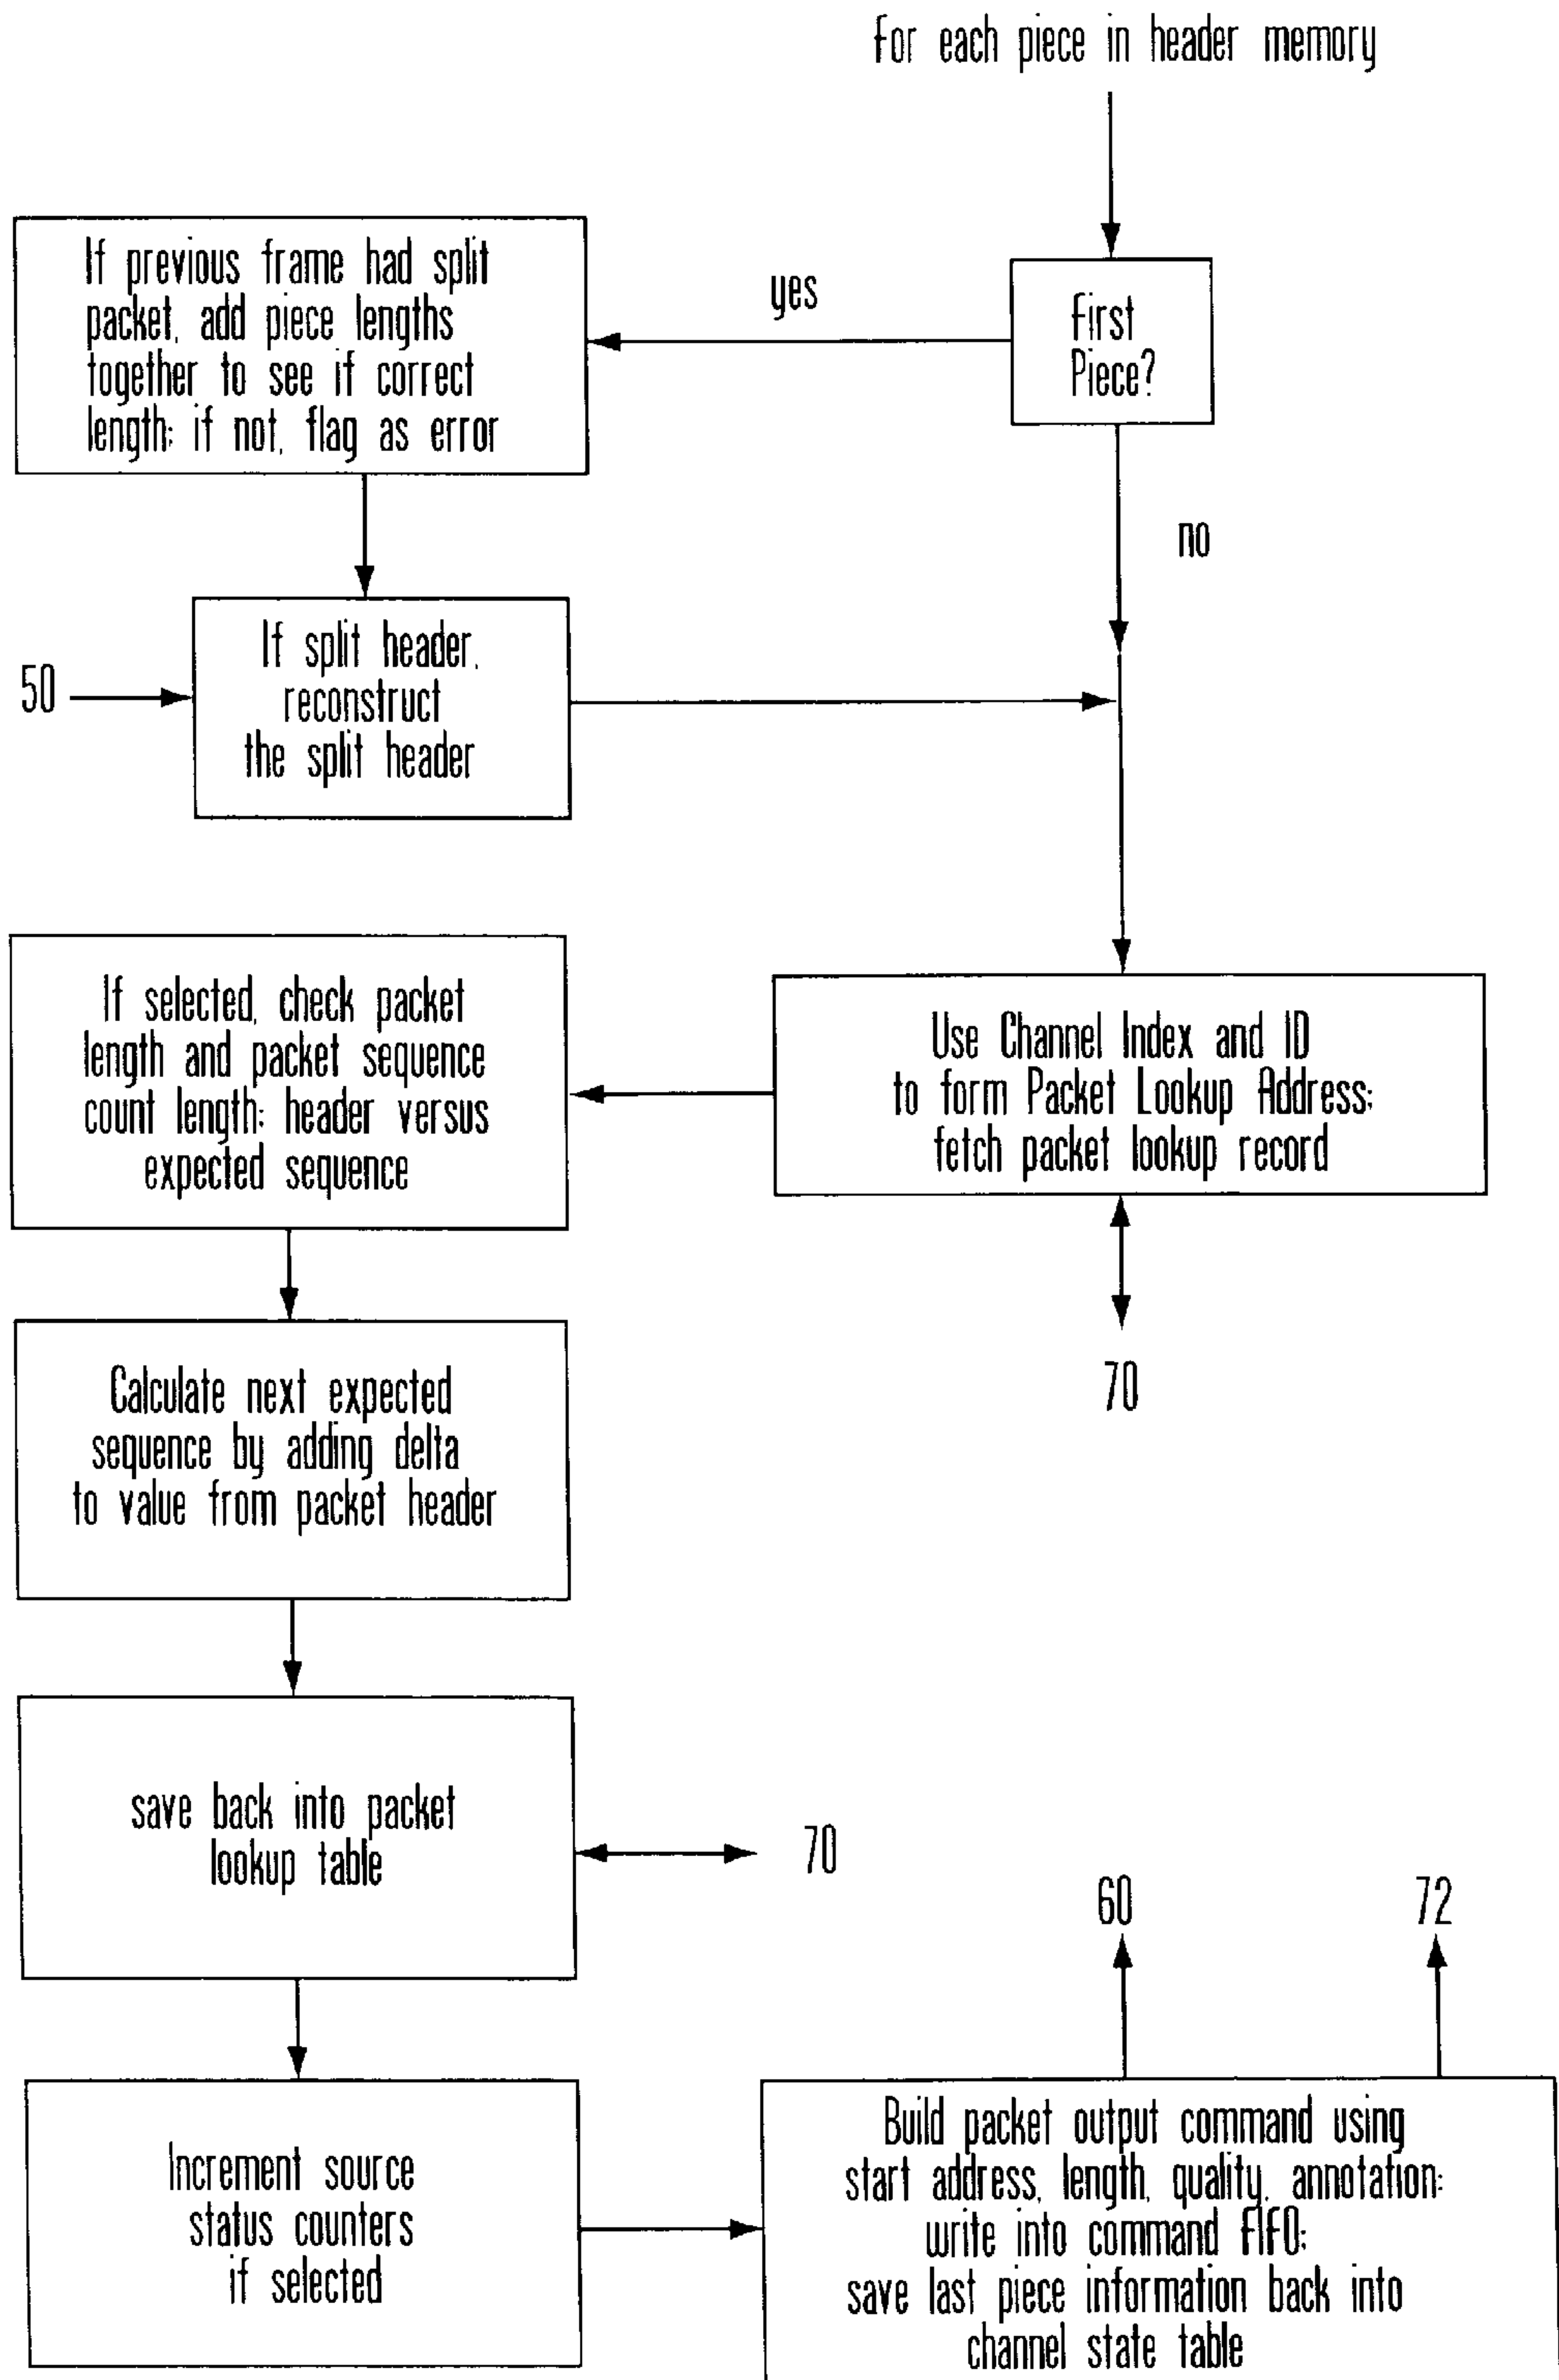 For each piece in header memory
First
Piece?
yes
no
If previous frame had split
packet, add piece lengths
together to see if correct
length; if not, flag as error
50
If split header,
reconstruct
the split header
Use Channel Index and ID
to form Packet Lookup Address;
fetch packet lookup record
70
If selected, check packet
length and packet sequence
count length; header versus
expected sequence
Calculate next expected
sequence by adding delta
to value from packet header
save back into packet
lookup table
70
Increment source
status counters
if selected
60
72
Build packet output command using
start address, length, quality, annotation;
write into command FIFO;
save last piece information back into
channel state table